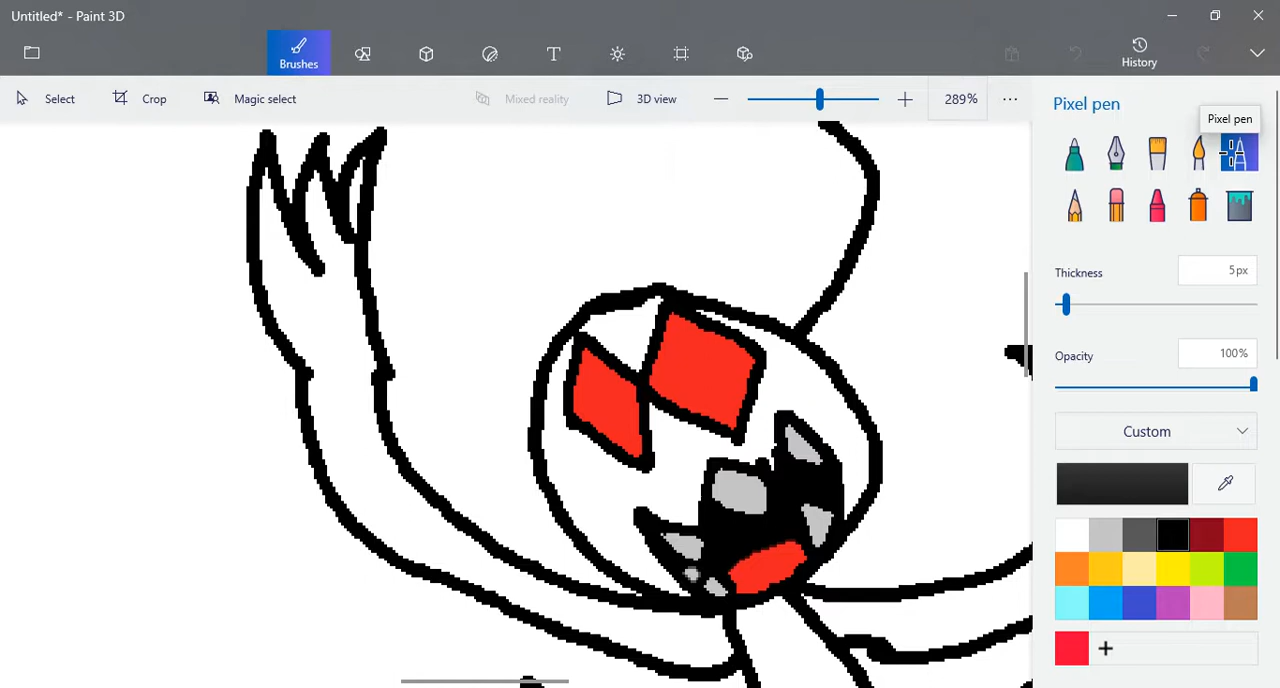 Untitled* - Paint 3D
Brushes
History
Select
Crop
Magic select
Mixed reality
3D view
289%
Pixel pen
Pixel pen
Thickness
5px
Opacity
100%
Custom